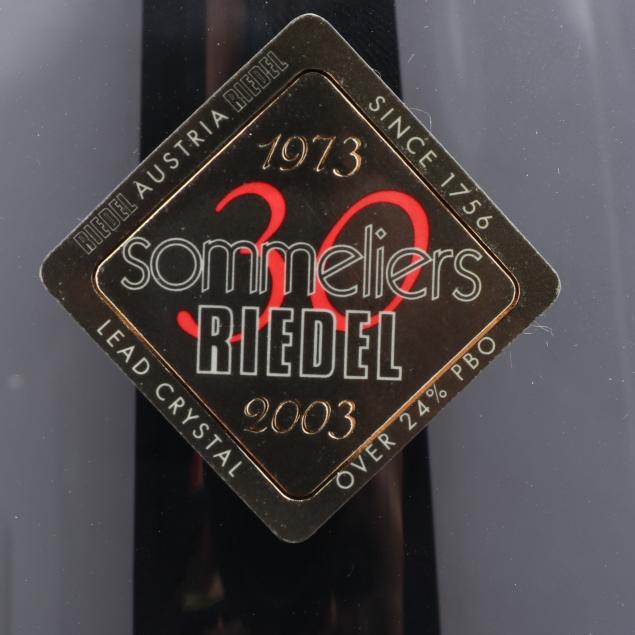 RIEDEL AUSTRIA RIEDEL
SINCE 1756
1973
30
sommeliers
RIEDEL
2003
LEAD CRYSTAL
OVER 24% PBO